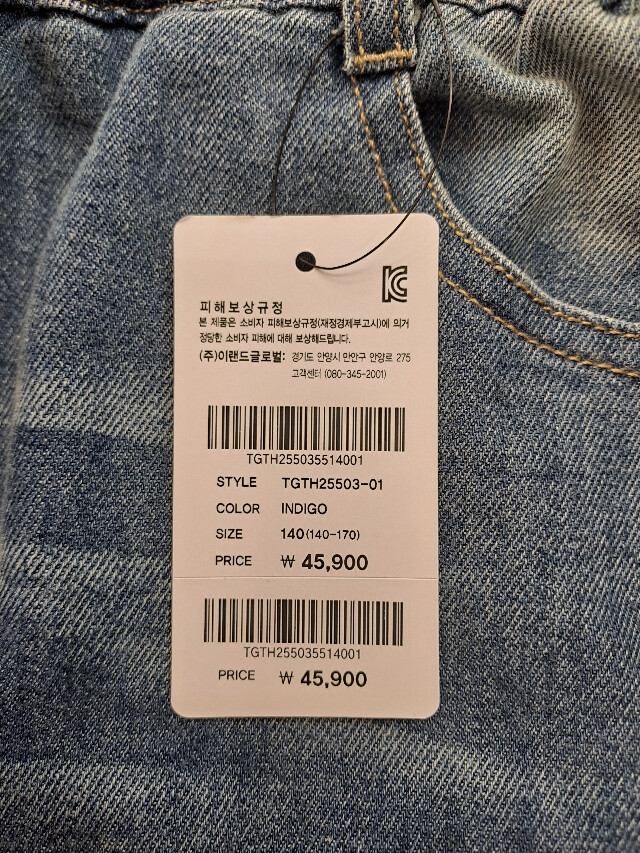 KC
피해보상규정
본 제품은 소비자 피해보상규정(재정경제부고시)에 의거
정당한 소비자 피해에 대해 보상해드립니다.
(주)이랜드글로벌: 경기도 안양시 만안구 안양로 275
고객센터 (080-345-2001)
TGTH255035514001
STYLE TGTH25503-01
COLOR INDIGO
SIZE 140(140-170)
PRICE ₩ 45,900
TGTH255035514001
PRICE ₩ 45,900